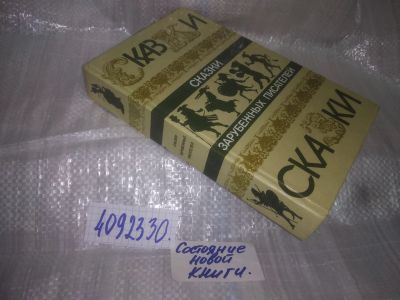 СКАЗКИ
СКАЗКИ
ЗАРУБЕЖНЫХ ПИСАТЕЛЕЙ
СКАЗКИ
4092330.
Состояние
новой
книги.